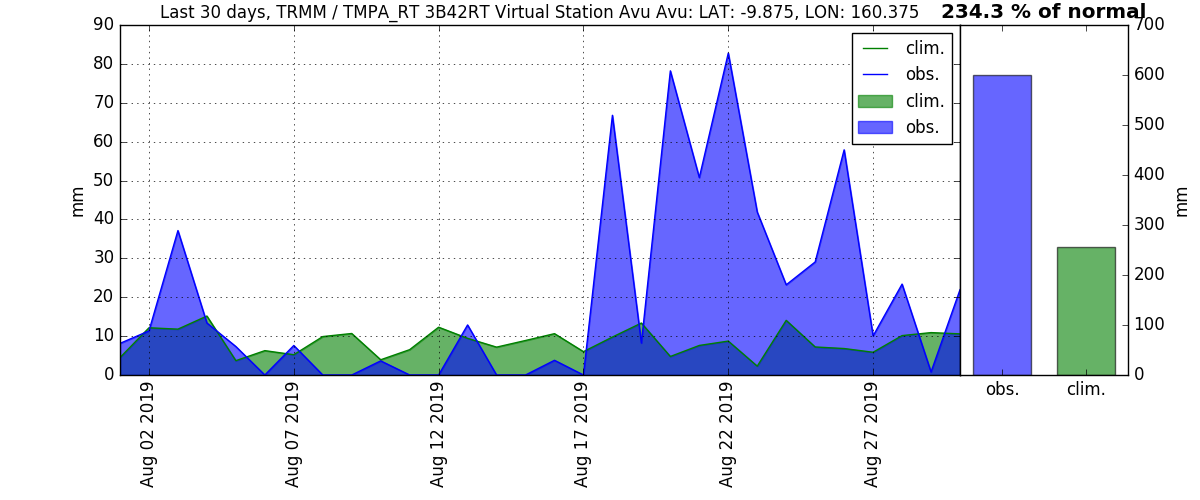 Last 30 days, TRMM / TMPA_RT 3B42RT Virtual Station Avu Avu: LAT: -9.875, LON: 160.375
234.3 % of normal
90
80
70
60
50
40
30
20
10
0
mm
clim.
obs.
clim.
obs.
Aug 02 2019
Aug 07 2019
Aug 12 2019
Aug 17 2019
Aug 22 2019
Aug 27 2019
700
600
500
400
300
200
100
0
mm
obs.
clim.